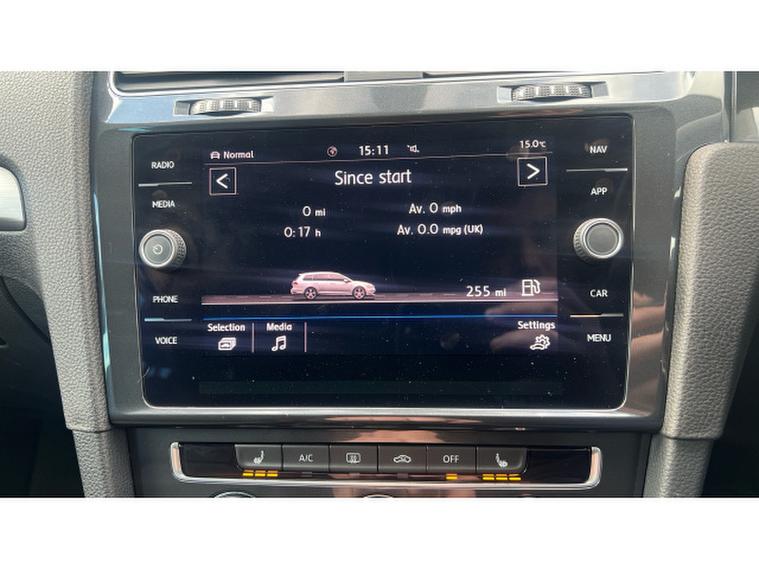 Normal 15:11 15.0°C
RADIO
NAV
Since start
MEDIA
APP
0 mi Av. 0 mph
0:17 h Av. 0.0 mpg (UK)
PHONE
255 mi
CAR
VOICE
Selection Media Settings
MENU
A/C OFF